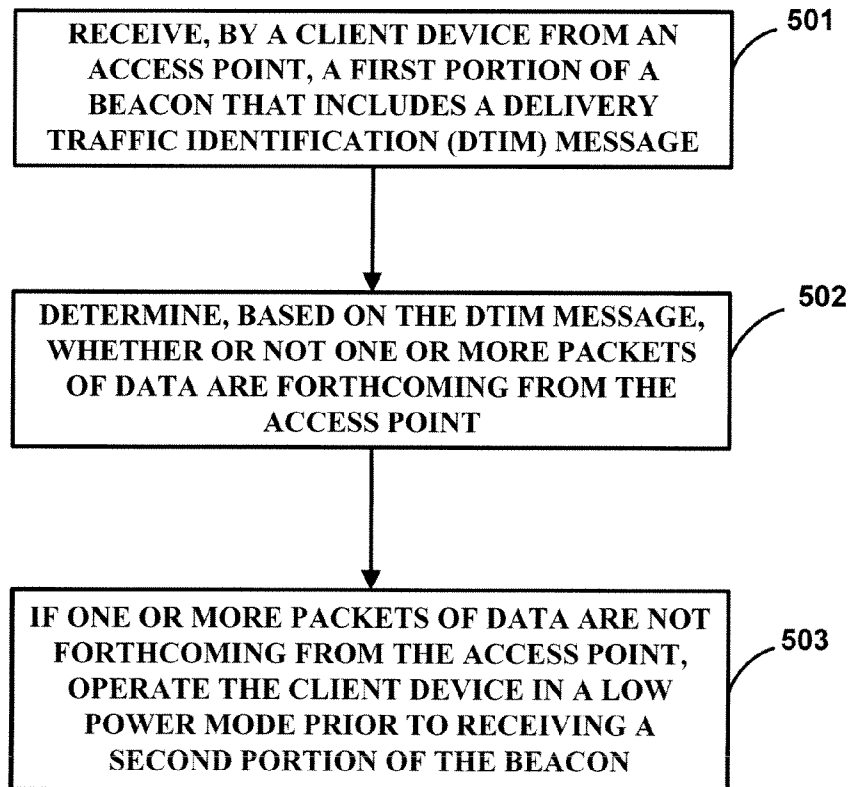 RECEIVE, BY A CLIENT DEVICE FROM AN
ACCESS POINT, A FIRST PORTION OF A
BEACON THAT INCLUDES A DELIVERY
TRAFFIC IDENTIFICATION (DTIM) MESSAGE
501
DETERMINE, BASED ON THE DTIM MESSAGE,
WHETHER OR NOT ONE OR MORE PACKETS
OF DATA ARE FORTHCOMING FROM THE
ACCESS POINT
502
IF ONE OR MORE PACKETS OF DATA ARE NOT
FORTHCOMING FROM THE ACCESS POINT,
OPERATE THE CLIENT DEVICE IN A LOW
POWER MODE PRIOR TO RECEIVING A
SECOND PORTION OF THE BEACON
503